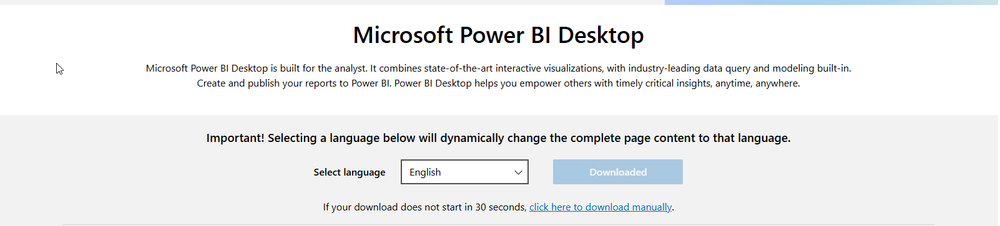 Microsoft Power BI Desktop
Microsoft Power BI Desktop is built for the analyst. It combines state-of-the-art interactive visualizations, with industry-leading data query and modeling built-in.
Create and publish your reports to Power BI. Power BI Desktop helps you empower others with timely critical insights, anytime, anywhere.
Important! Selecting a language below will dynamically change the complete page content to that language.
Select language English Downloaded
If your download does not start in 30 seconds, click here to download manually.